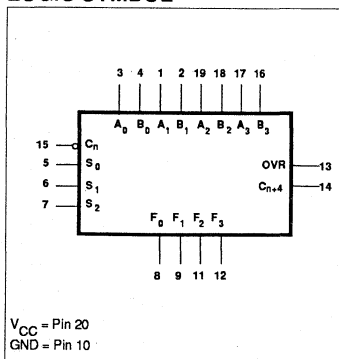 LOGIC SYMBOL
3 4 1 2 19 18 17 16
A0 B0 A1 B1 A2 B2 A3 B3
15 Cn
5 S0
OVR 13
6 S1
Cn+4 14
7 S2
F0 F1 F2 F3
8 9 11 12
VCC = Pin 20
GND = Pin 10